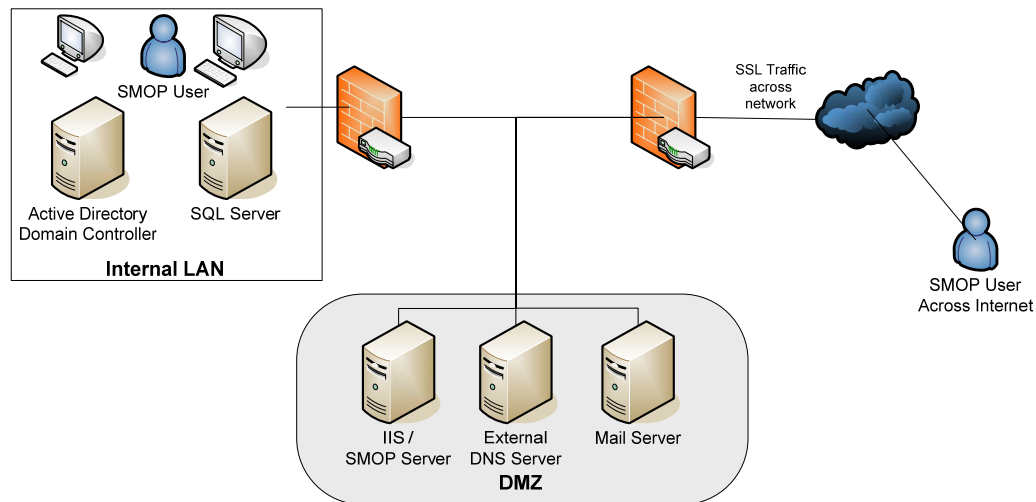 SMOP User
Active Directory
Domain Controller
SQL Server
Internal LAN
SSL Traffic
across
network
SMOP User
Across Internet
IIS /
SMOP Server
External
DNS Server
Mail Server
DMZ